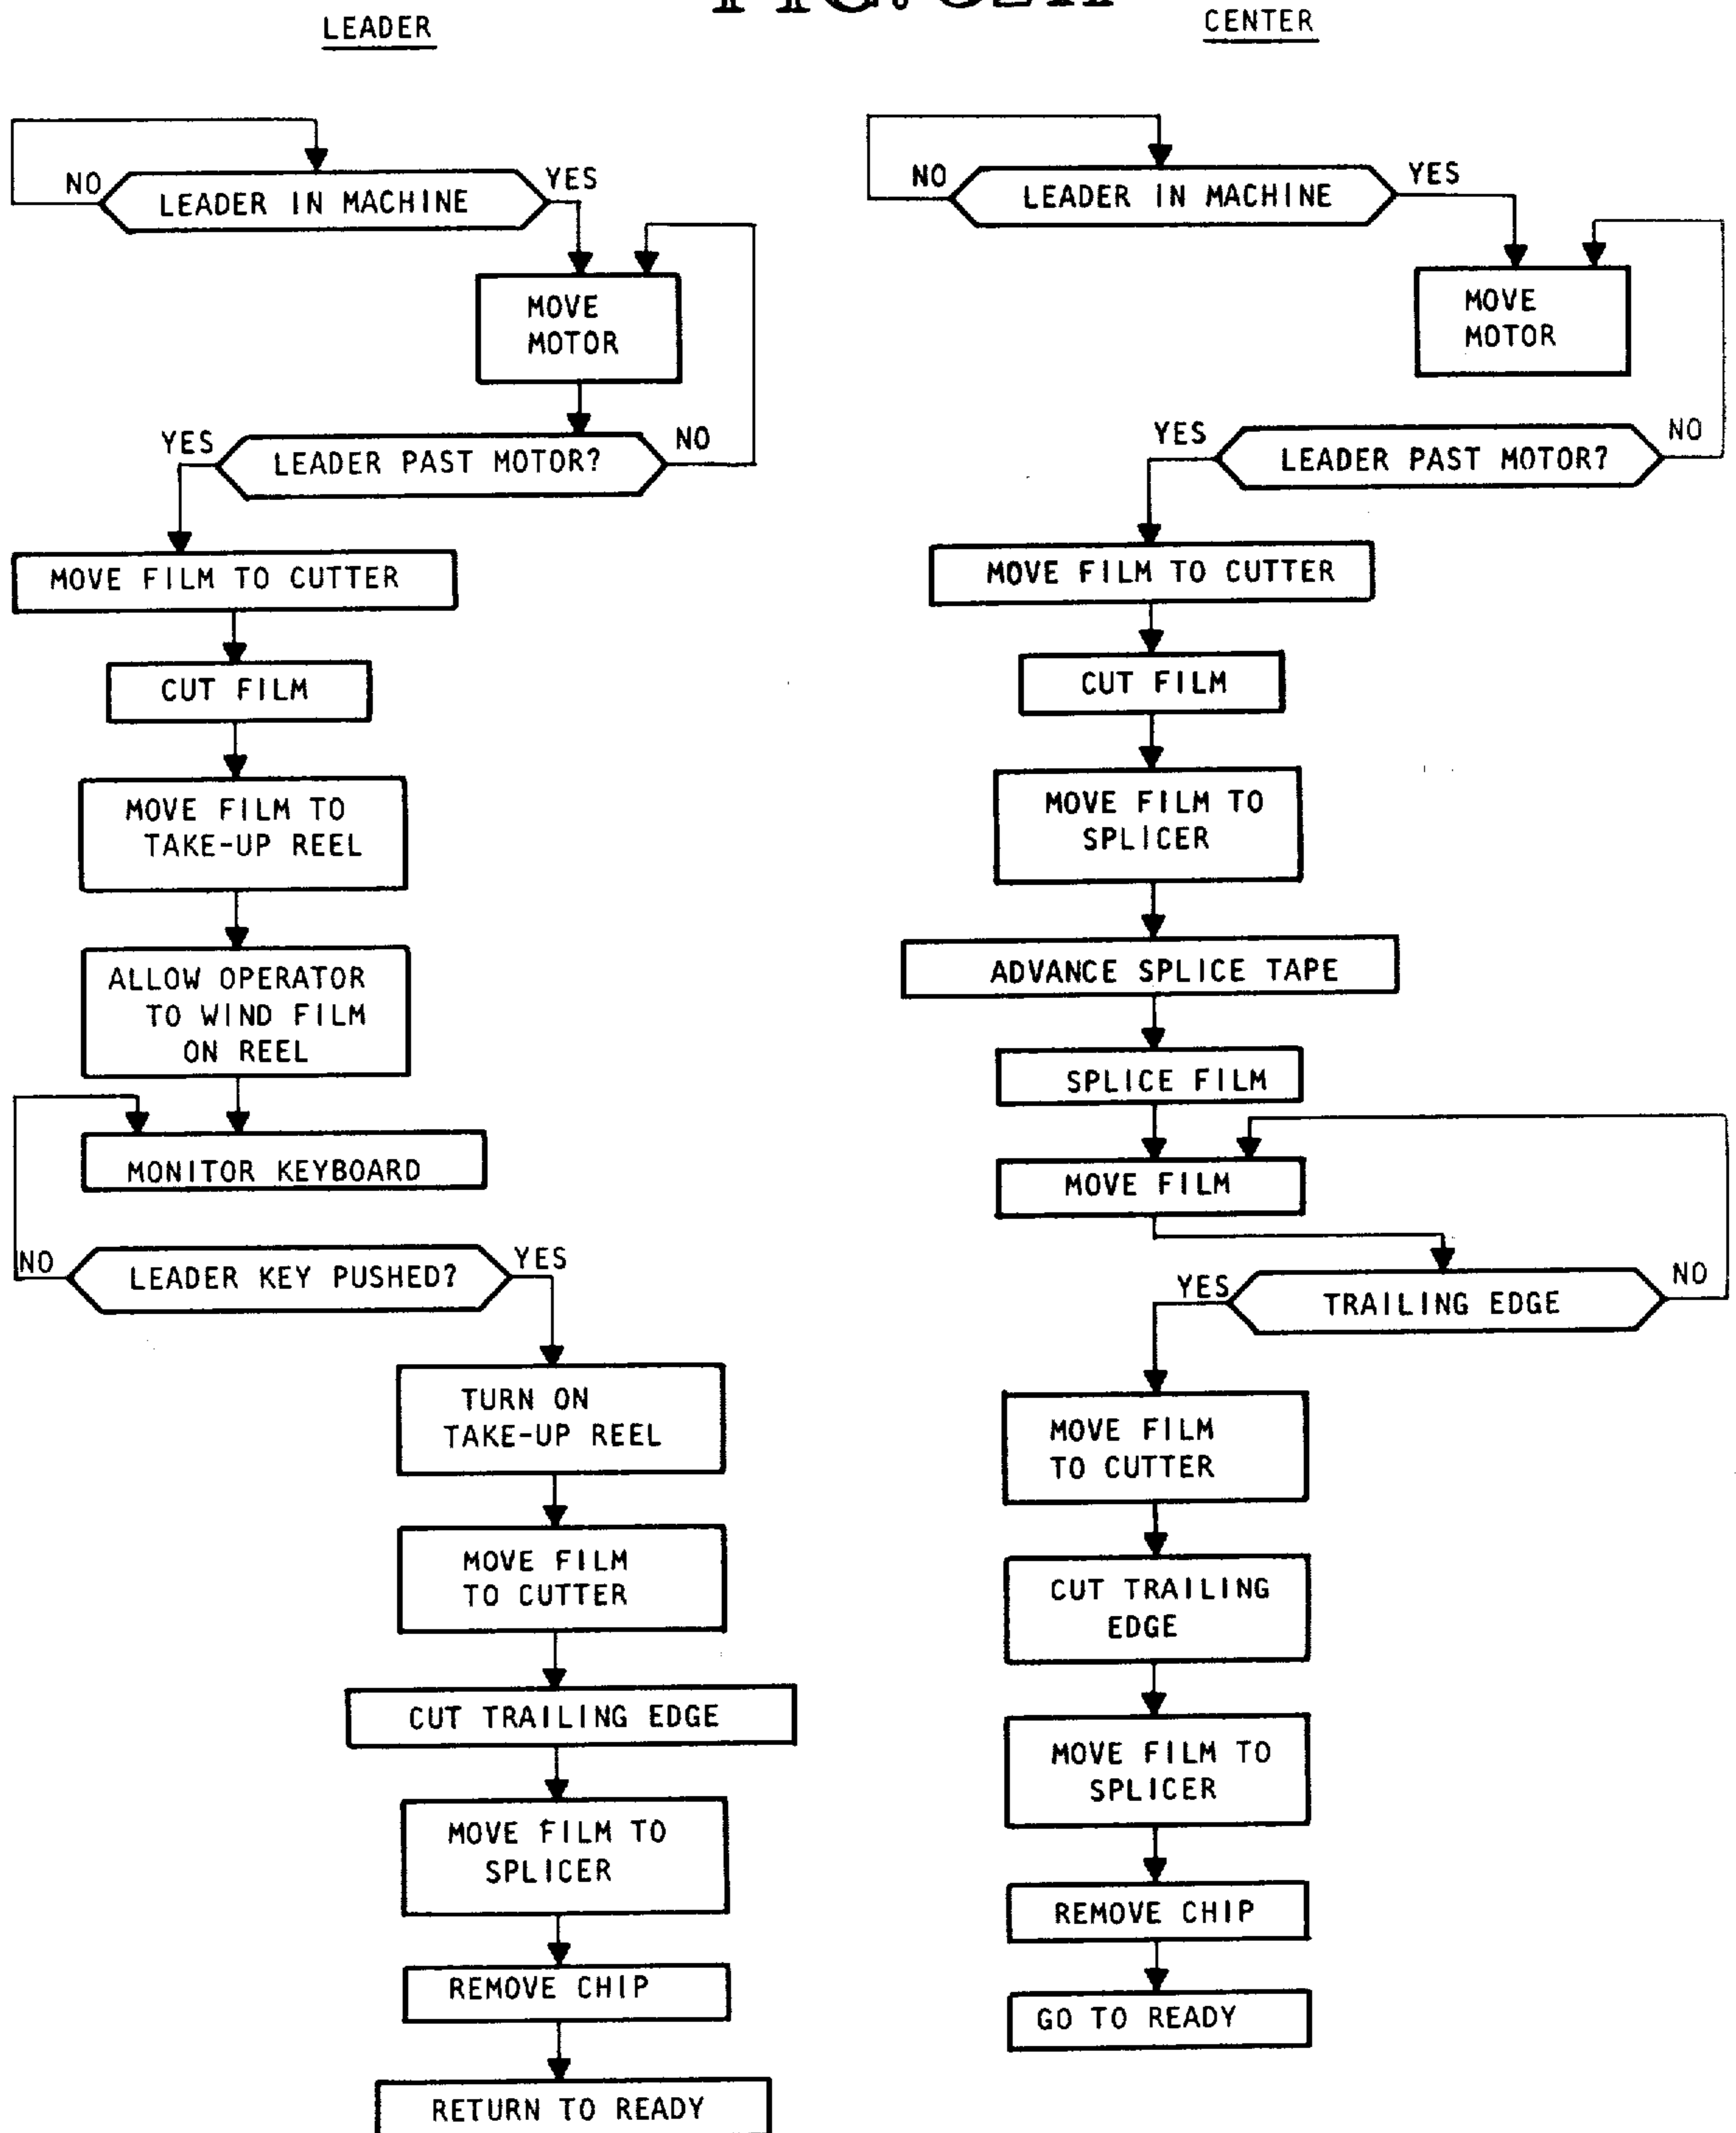 LEADER
NO
LEADER IN MACHINE
YES
MOVE
MOTOR
YES
LEADER PAST MOTOR?
NO
MOVE FILM TO CUTTER
CUT FILM
MOVE FILM TO
TAKE-UP REEL
ALLOW OPERATOR
TO WIND FILM
ON REEL
MONITOR KEYBOARD
NO
LEADER KEY PUSHED?
YES
TURN ON
TAKE-UP REEL
MOVE FILM
TO CUTTER
CUT TRAILING EDGE
MOVE FILM TO
SPLICER
REMOVE CHIP
RETURN TO READY
CENTER
NO
LEADER IN MACHINE
YES
MOVE
MOTOR
YES
LEADER PAST MOTOR?
NO
MOVE FILM TO CUTTER
CUT FILM
MOVE FILM TO
SPLICER
ADVANCE SPLICE TAPE
SPLICE FILM
MOVE FILM
YES
TRAILING EDGE
NO
MOVE FILM
TO CUTTER
CUT TRAILING
EDGE
MOVE FILM TO
SPLICER
REMOVE CHIP
GO TO READY